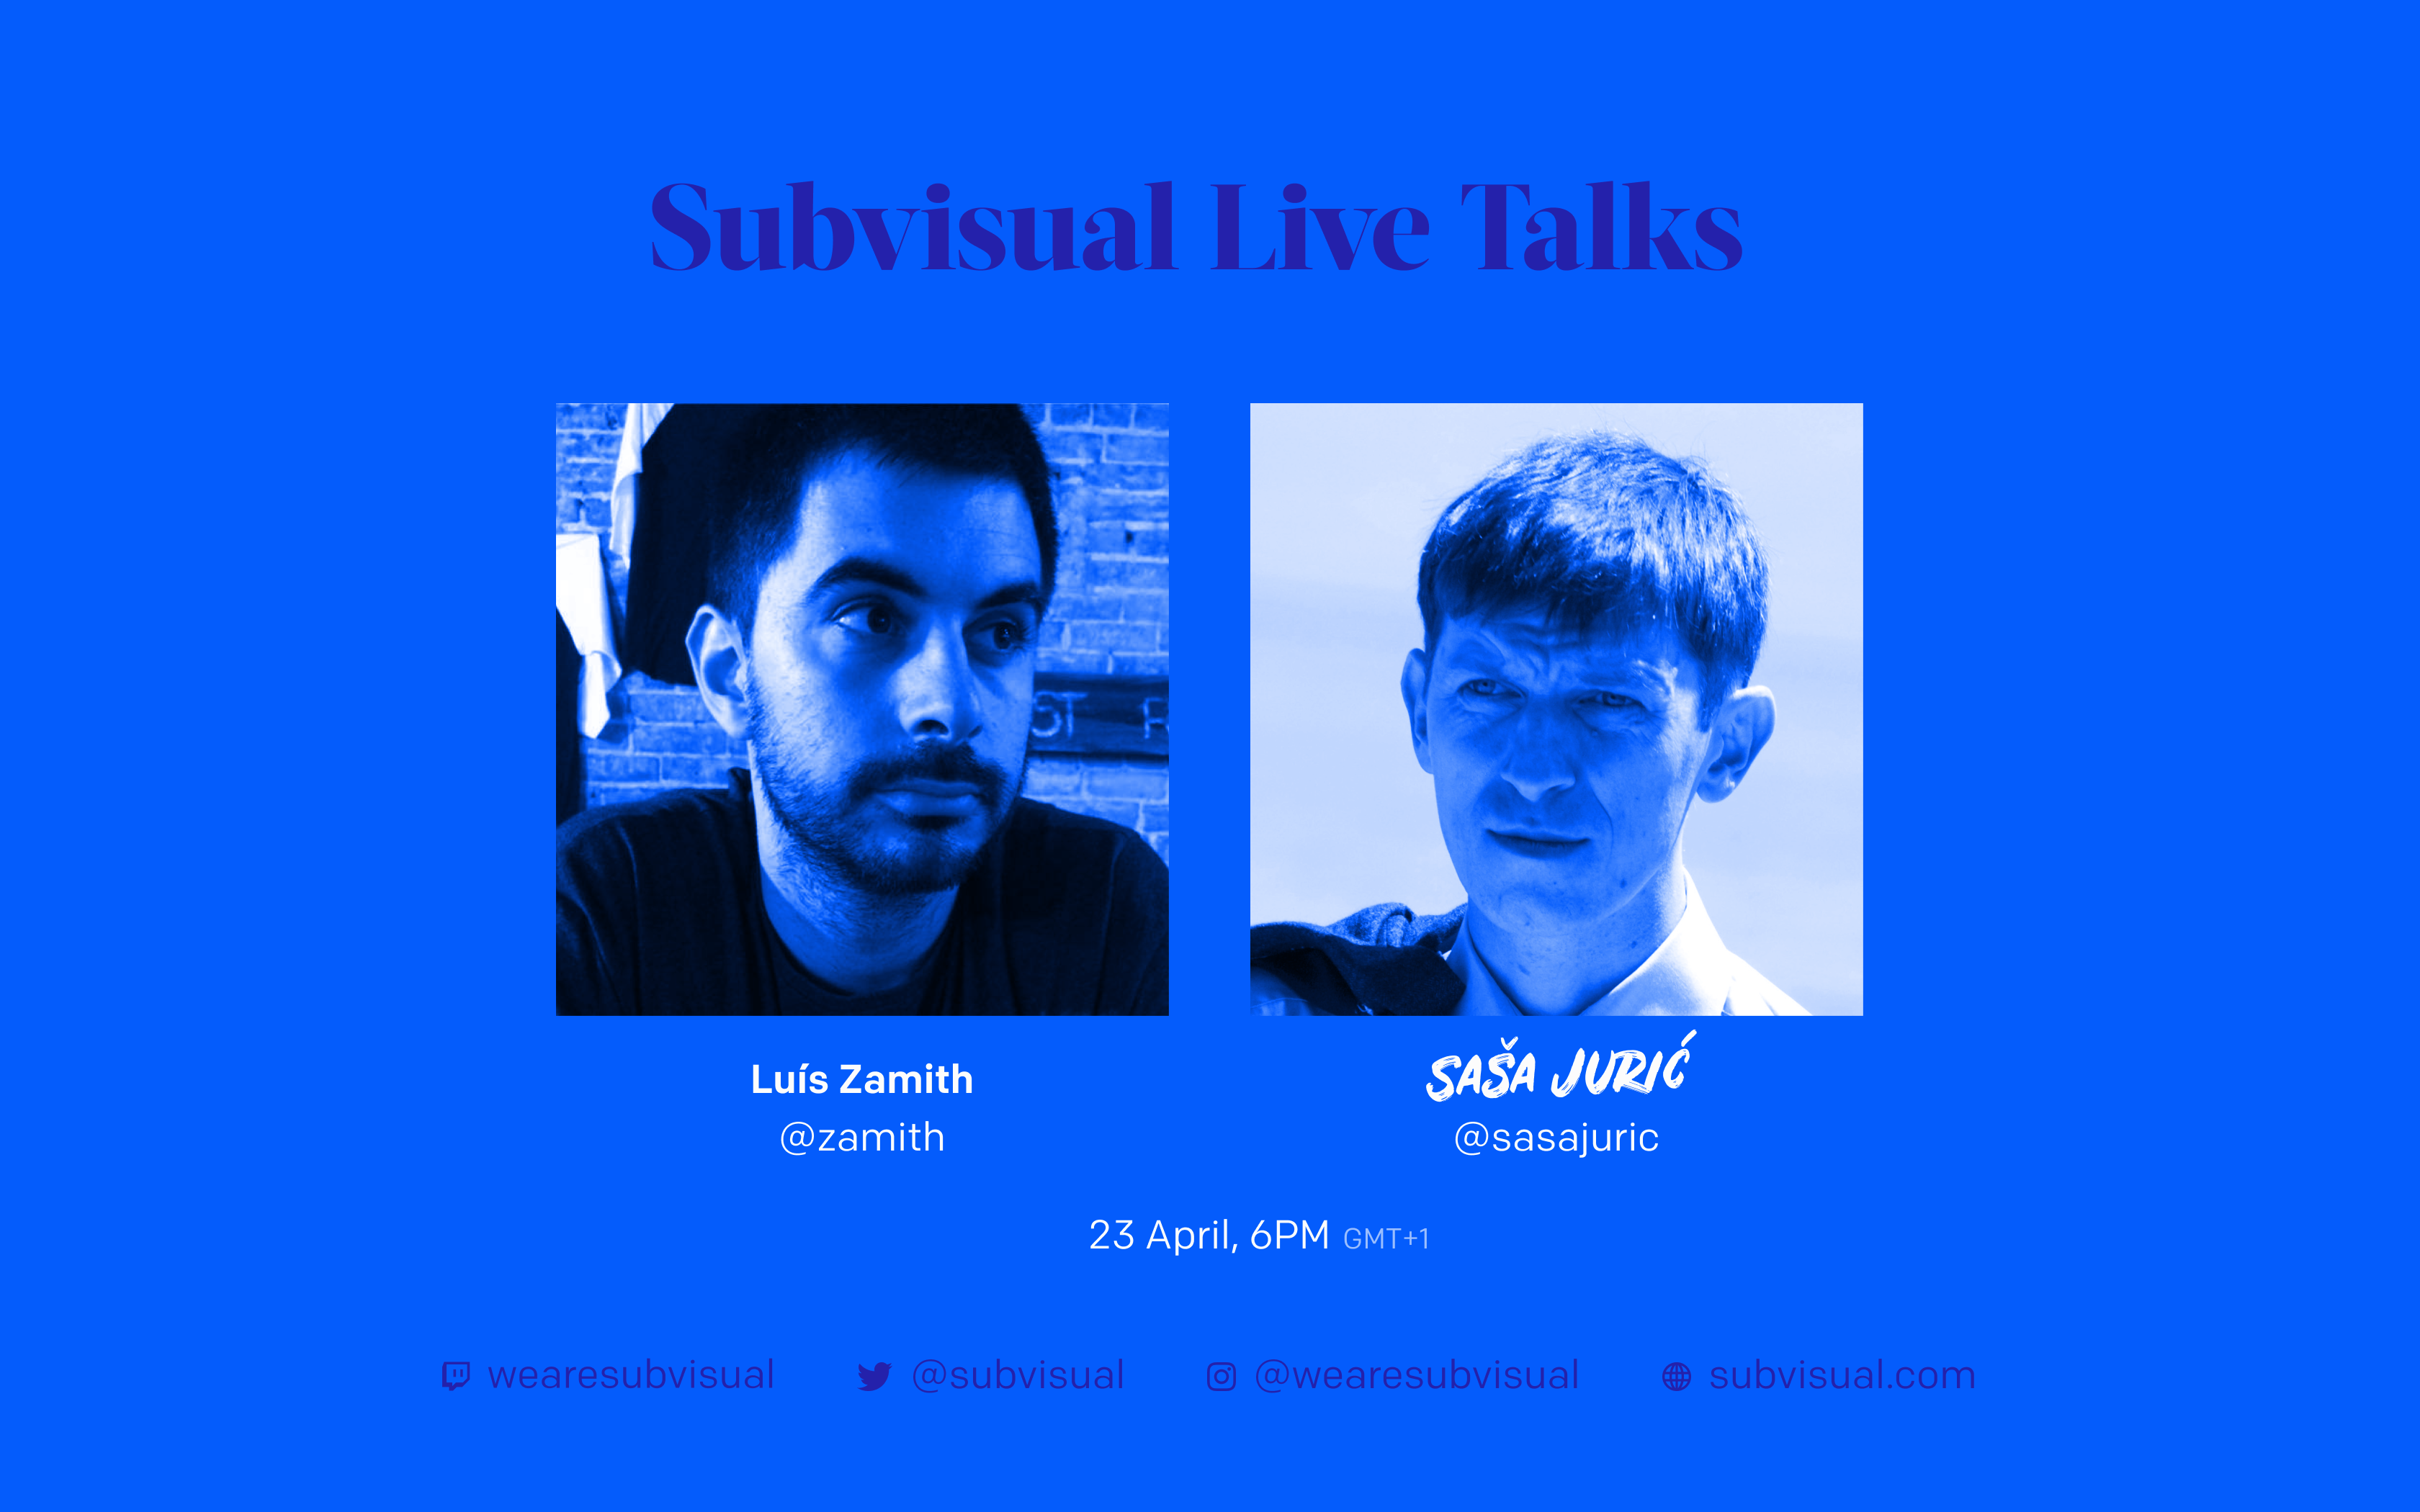 Subvisual Live Talks
ST R
Luís Zamith
SAŠA JURIĆ
@zamith
@sasajuric
23 April, 6PM GMT+1
wearesubvisual
@subvisual
@wearesubvisual
subvisual.com